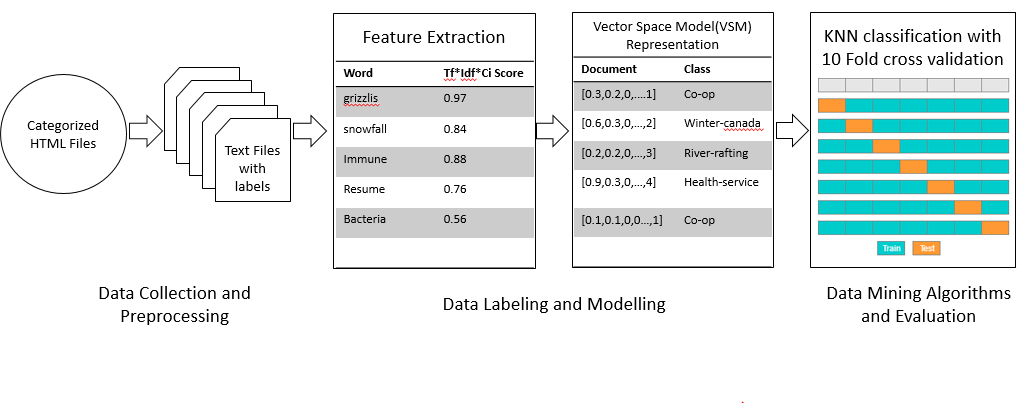 Categorized
HTML Files
Text Files
with
labels
Feature Extraction
Word Tf*Idf*Ci Score
grizzlis 0.97
snowfall 0.84
Immune 0.88
Resume 0.76
Bacteria 0.56
Vector Space Model(VSM)
Representation
Document Class
[0.3,0.2,0,....1] Co-op
[0.6,0.3,0,...,2] Winter-canada
[0.2,0.2,0,...,3] River-rafting
[0.9,0.3,0,...,4] Health-service
[0.1,0.1,0,0...,1] Co-op
KNN classification with
10 Fold cross validation
Train Test
Data Collection and
Preprocessing
Data Labeling and Modelling
Data Mining Algorithms
and Evaluation